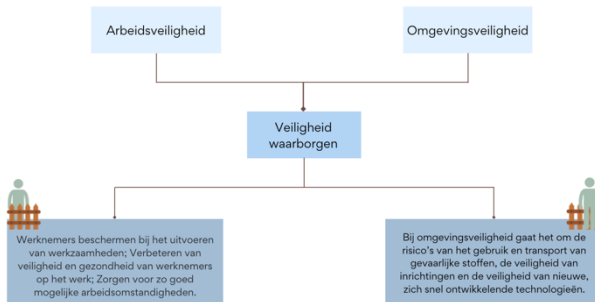 Arbeidsveiligheid
Omgevingsveiligheid
Veiligheid
waarborgen
Werknemers beschermen bij het uitvoeren
van werkzaamheden; Verbeteren van
veiligheid en gezondheid van werknemers
op het werk; Zorgen voor zo goed
mogelijke arbeidsomstandigheden.
Bij omgevingsveiligheid gaat het om de
risico's van het gebruik en transport van
gevaarlijke stoffen, de veiligheid van
inrichtingen en de veiligheid van nieuwe,
zich snel ontwikkelende technologieën.